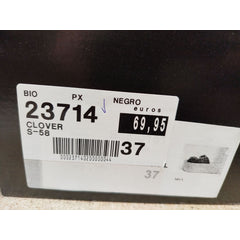 BIO PX NEGRO
euros
23714 69,95
CLOVER
S-58
37
37